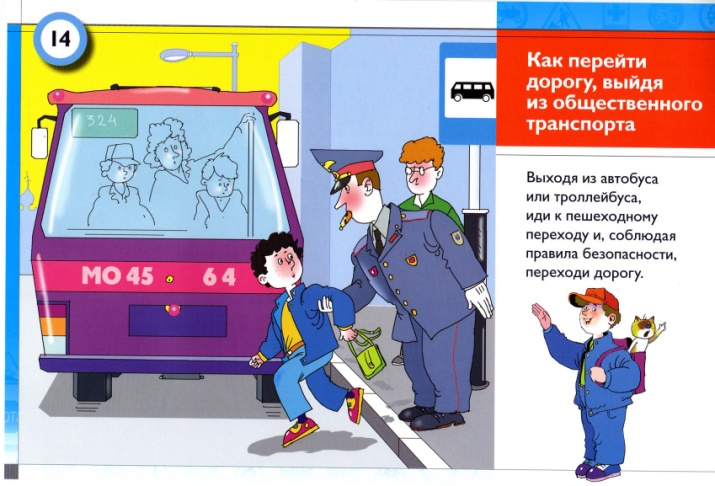 14
Как перейти
дорогу, выйдя
из общественного
транспорта
324
МО 45 64
Выходя из автобуса
или троллейбуса,
иди к пешеходному
переходу и, соблюдая
правила безопасности,
переходи дорогу.